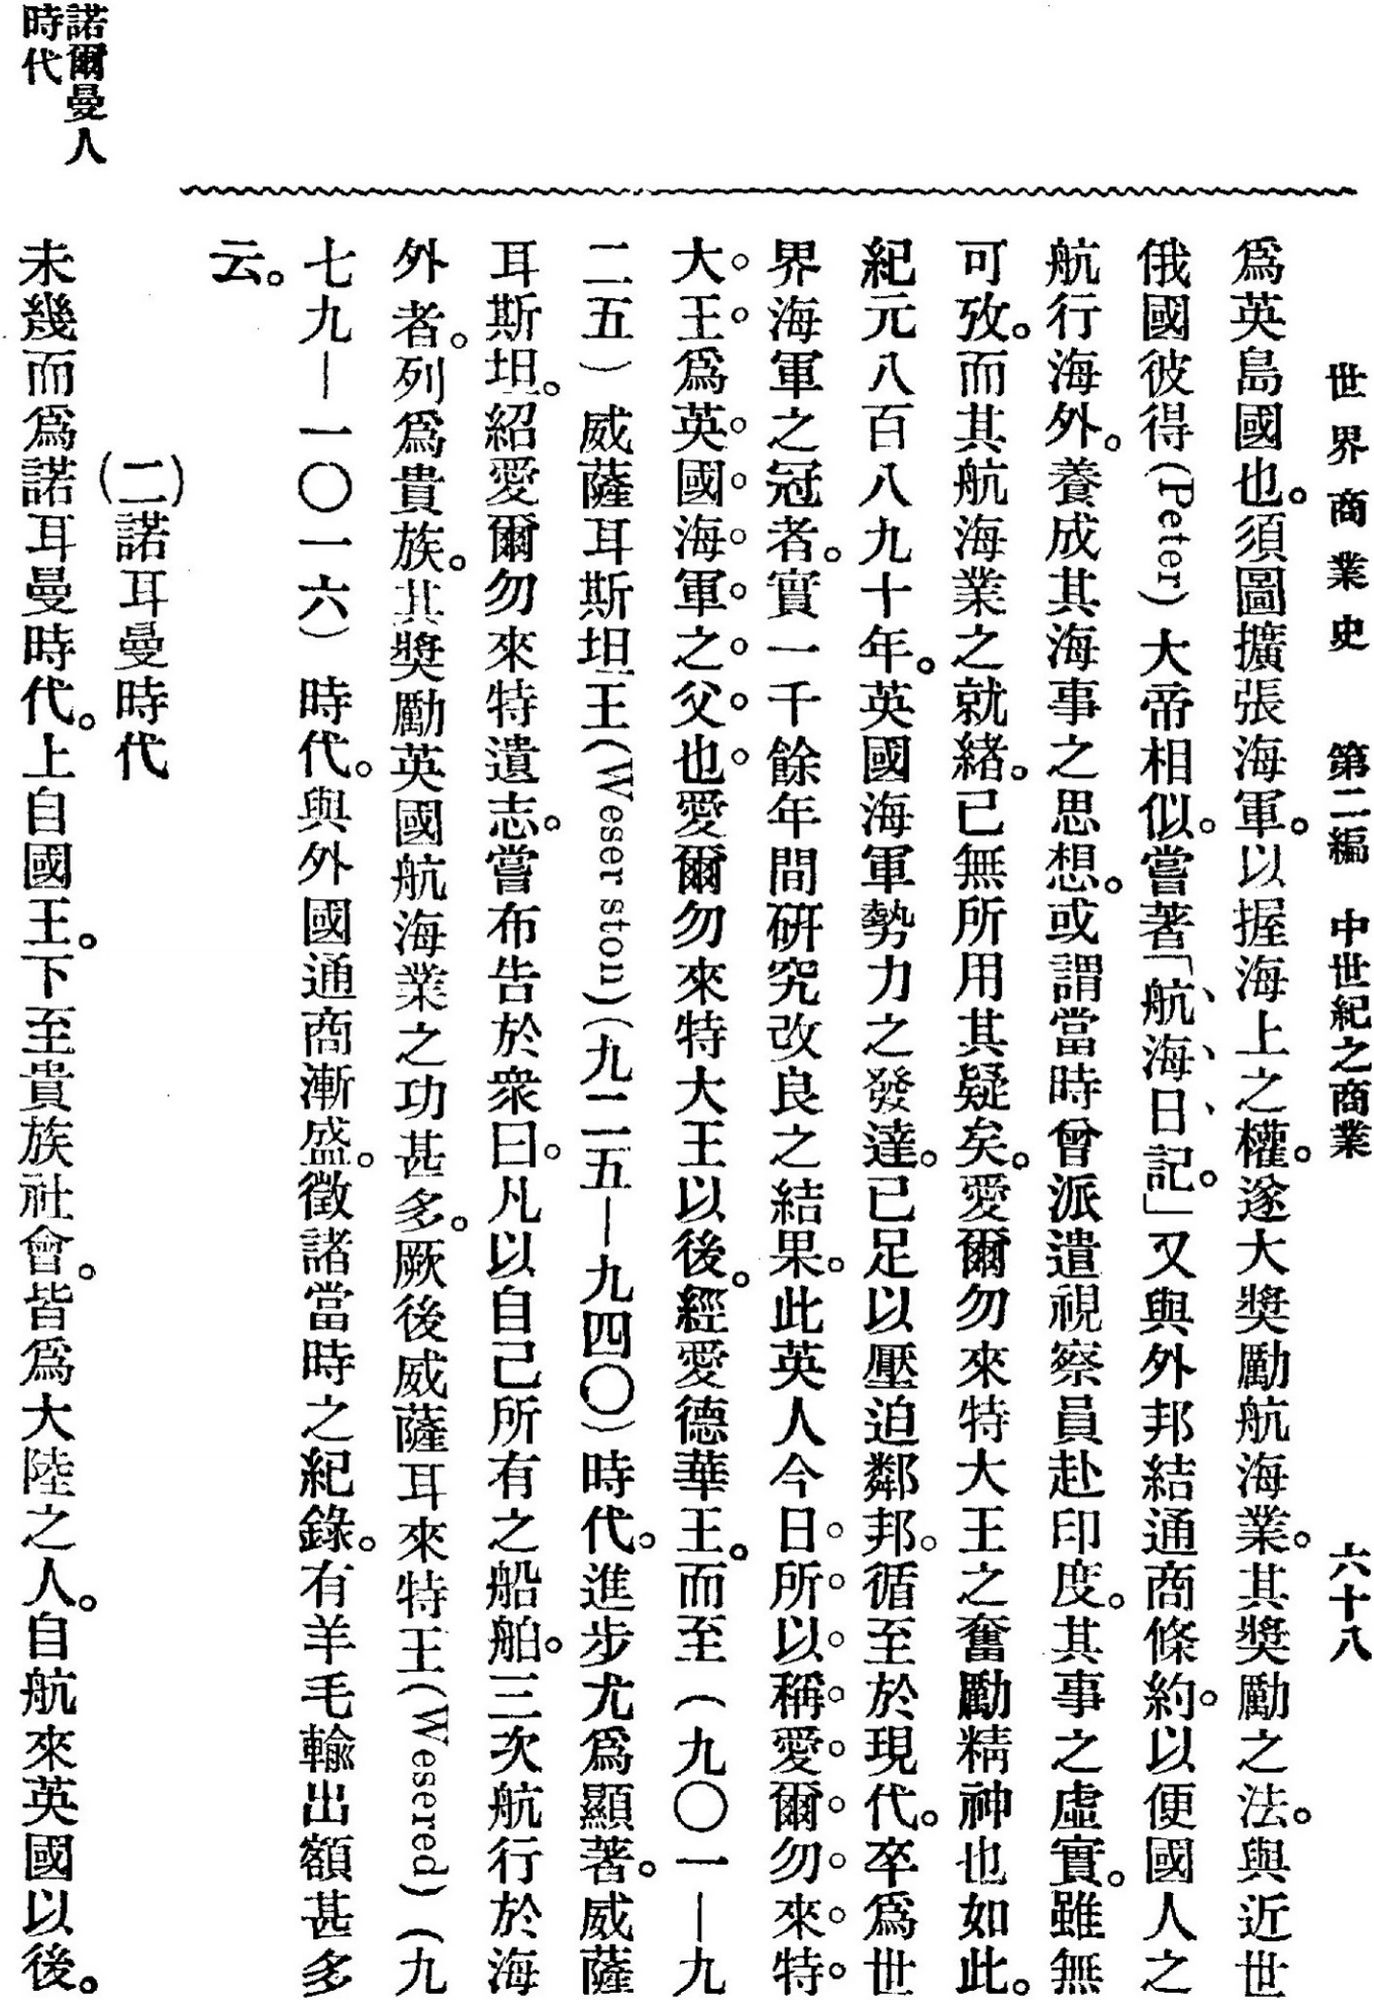 世界商業史　第二編　中世紀之商業　六十八
爲英島國也。須圖擴張海軍。以握海上之權。遂大奬勵航海業。其奬勵之法。與近世
俄國彼得(Peter)大帝相似。嘗著「航海日記。」又與外邦結通商條約。以便國人之
航行海外。養成其海事之思想。或謂當時曾派遣視察員赴印度。其事之虛實。雖無
可攷。而其航海業之就緒。已無所用其疑矣。愛爾勿來特大王之奮勵精神也如此。
紀元八百八九十年。英國海軍勢力之發達。已足以壓迫鄰邦。循至於現代。卒爲世
界海軍之冠者。實一千餘年間硏究改良之結果。此英人今日所以稱愛爾勿來特
大王爲英國海軍之父也。愛爾勿來特大王以後。經愛德華王。而至(九〇一—九
二五)威薩耳斯坦王(Weser ston)(九二五—九四〇)時代。進步尤爲顯著。威薩
耳斯坦。紹愛爾勿來特遺志。嘗布告於衆曰。凡以自己所有之船舶。三次航行於海
外者。列爲貴族。其奬勵英國航海業之功甚多。厥後威薩耳來特王(Wesered)(九
七九—一〇一六)時代。與外國通商漸盛。徵諸當時之紀錄。有羊毛輸出額甚多
云。
(二)諾耳曼時代
諾爾曼人
時代
未幾而爲諾耳曼時代。上自國王。下至貴族社會。皆爲大陸之人。自航來英國以後。